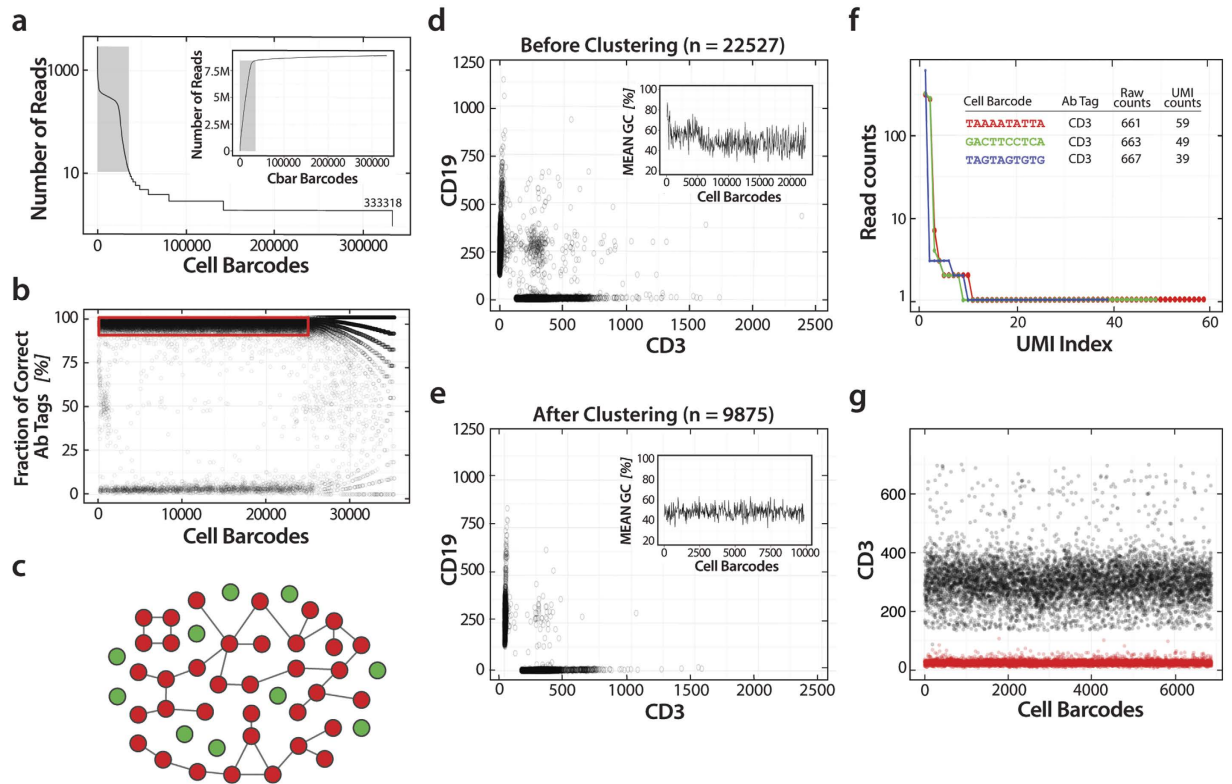 a
Number of Reads
1000
10
0
100000
200000
300000
Cell Barcodes
333318
Number of Reads
7.5M
5M
2.5M
0
0
100000
200000
300000
Cbar Barcodes
b
Fraction of Correct
Ab Tags [%]
100
75
50
25
0
0
10000
20000
30000
Cell Barcodes
c
d
Before Clustering (n = 22527)
CD19
1250
1000
750
500
250
0
0
500
1000
1500
2000
2500
CD3
MEAN GC [%]
100
80
60
40
20
0
5000
10000
15000
20000
Cell Barcodes
e
After Clustering (n = 9875)
CD19
1250
1000
750
500
250
0
0
500
1000
1500
2000
2500
CD3
MEAN GC [%]
100
80
60
40
20
0
2500
5000
7500
10000
Cell Barcodes
f
Read counts
100
10
1
0
20
40
60
UMI Index
Cell Barcode Ab Tag Raw counts UMI counts
TAAAATATTA CD3 661 59
GACTTCCTCA CD3 663 49
TAGTAGTGTG CD3 667 39
g
CD3
600
400
200
0
0
2000
4000
6000
Cell Barcodes